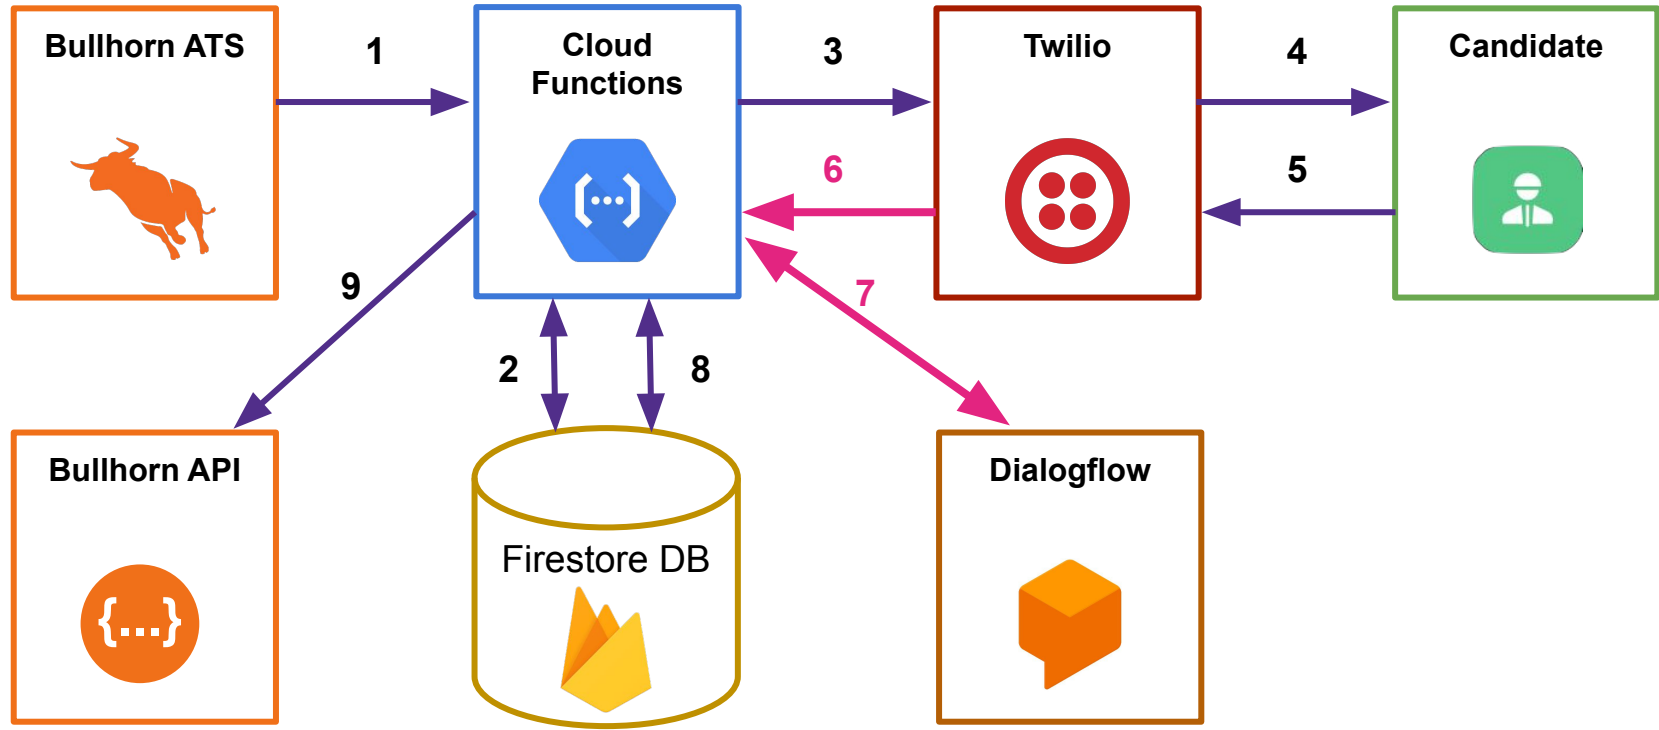 Bullhorn ATS
1
Cloud
Functions
3
Twilio
4
Candidate
6
5
9
7
2
8
Bullhorn API
{...}
Firestore DB
Dialogflow